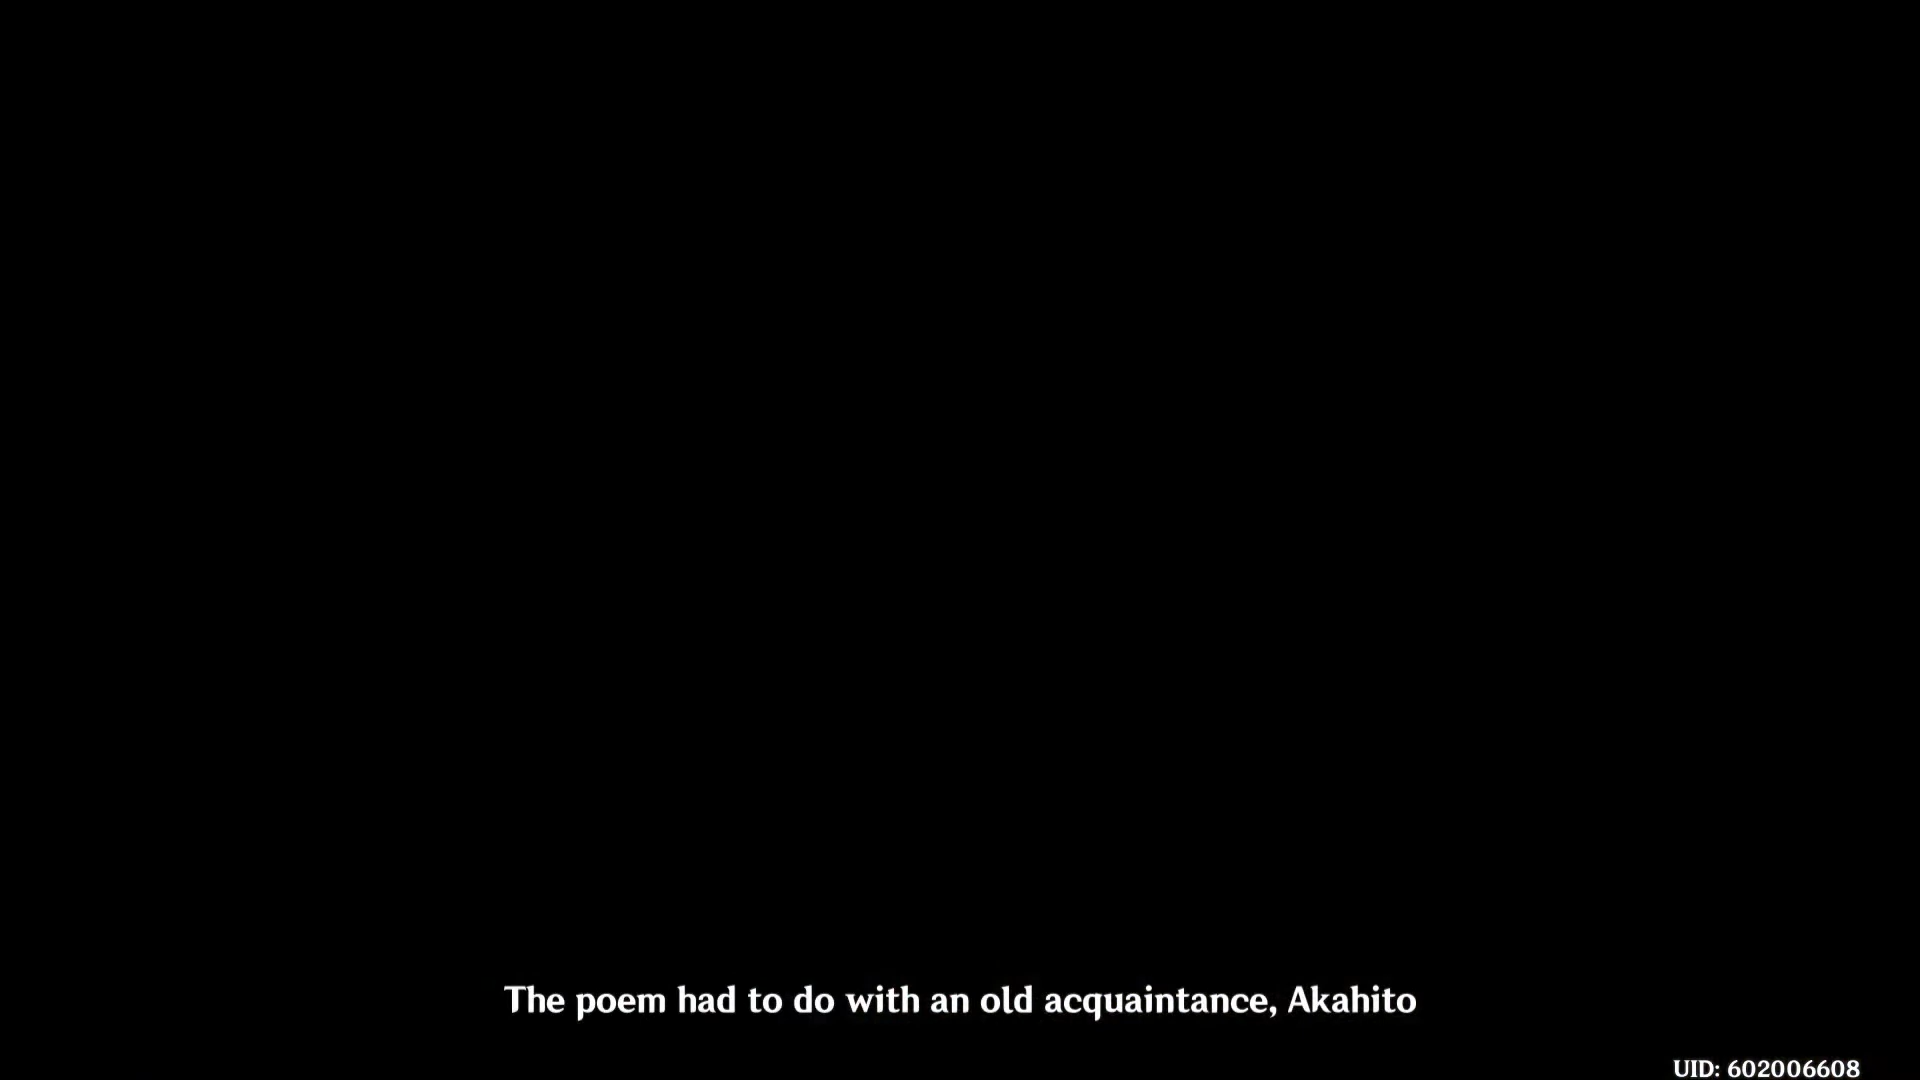 The poem had to do with an old acquaintance, Akahito
UID: 602006608